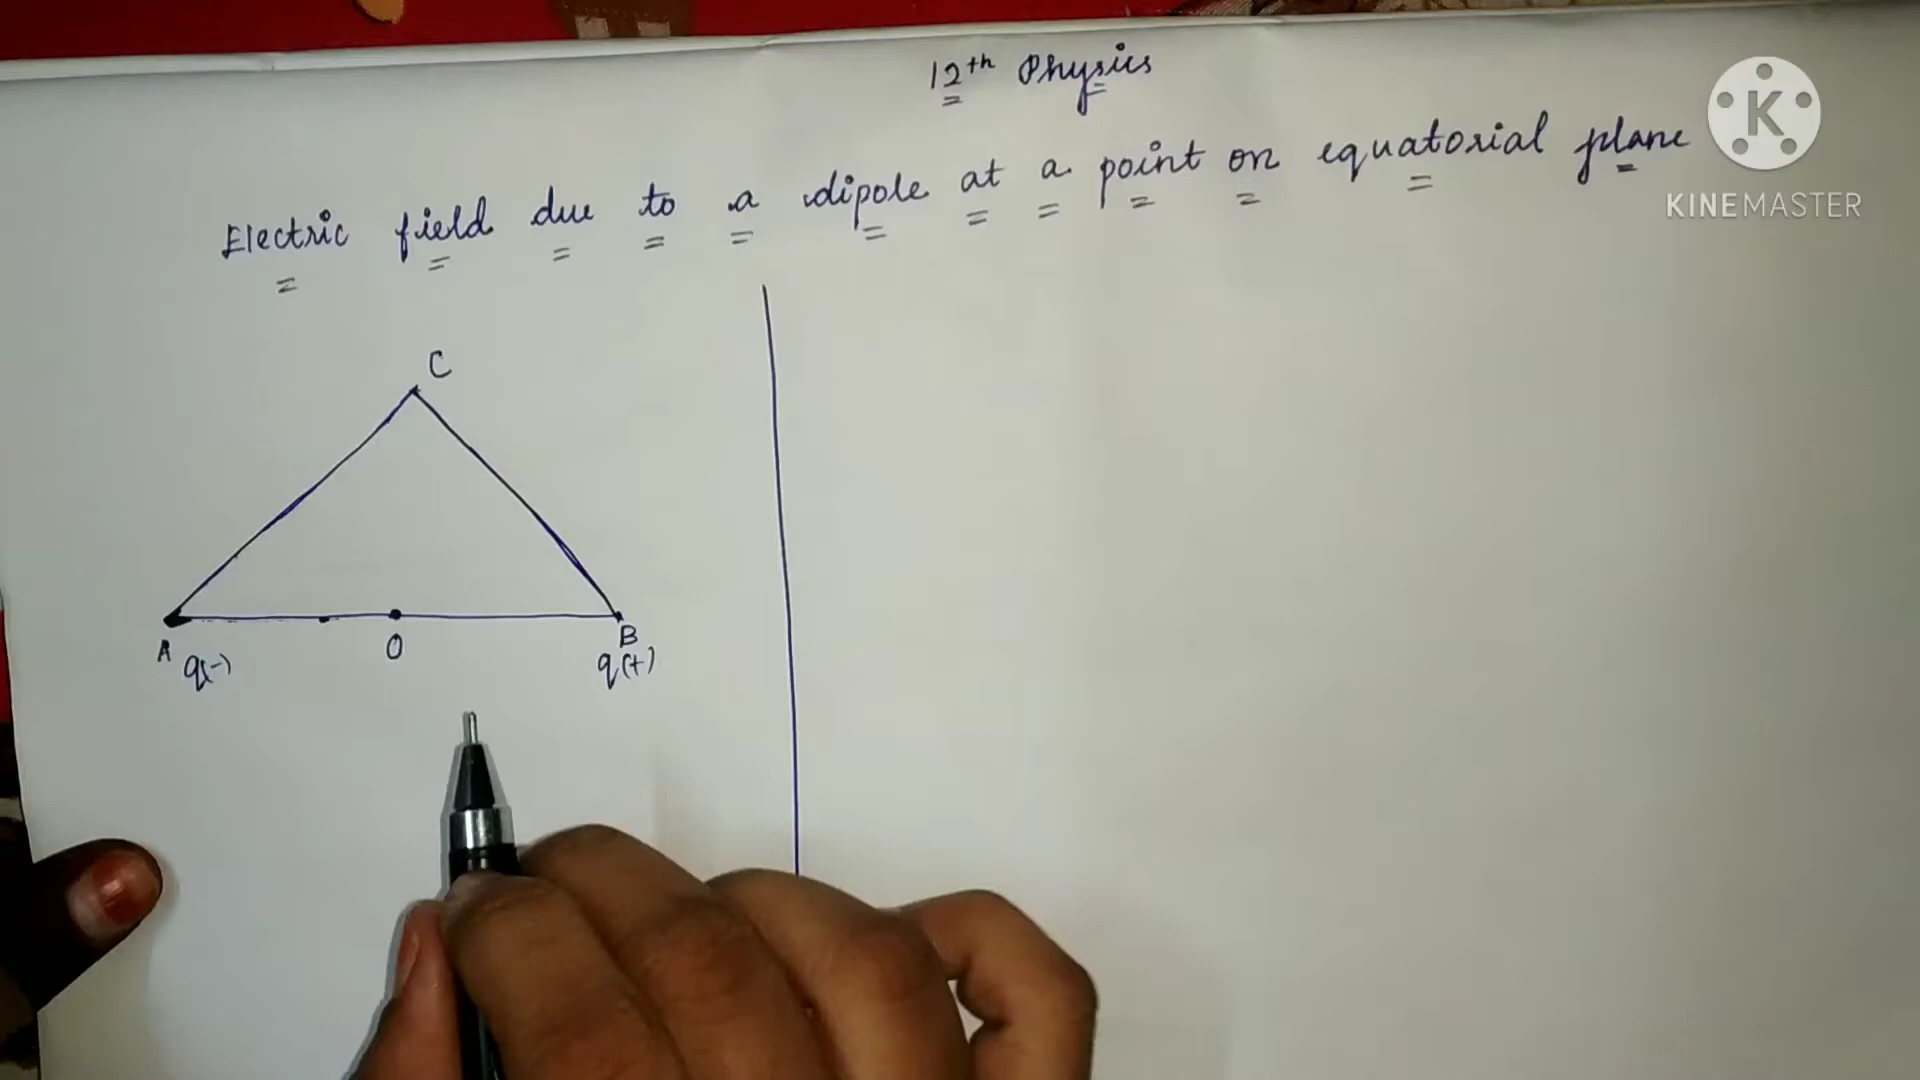 12th Physics
Electric field due to a dipole at a point on equatorial plane
K
KINEMASTER
C
A
O
B
q(-)
q(+)